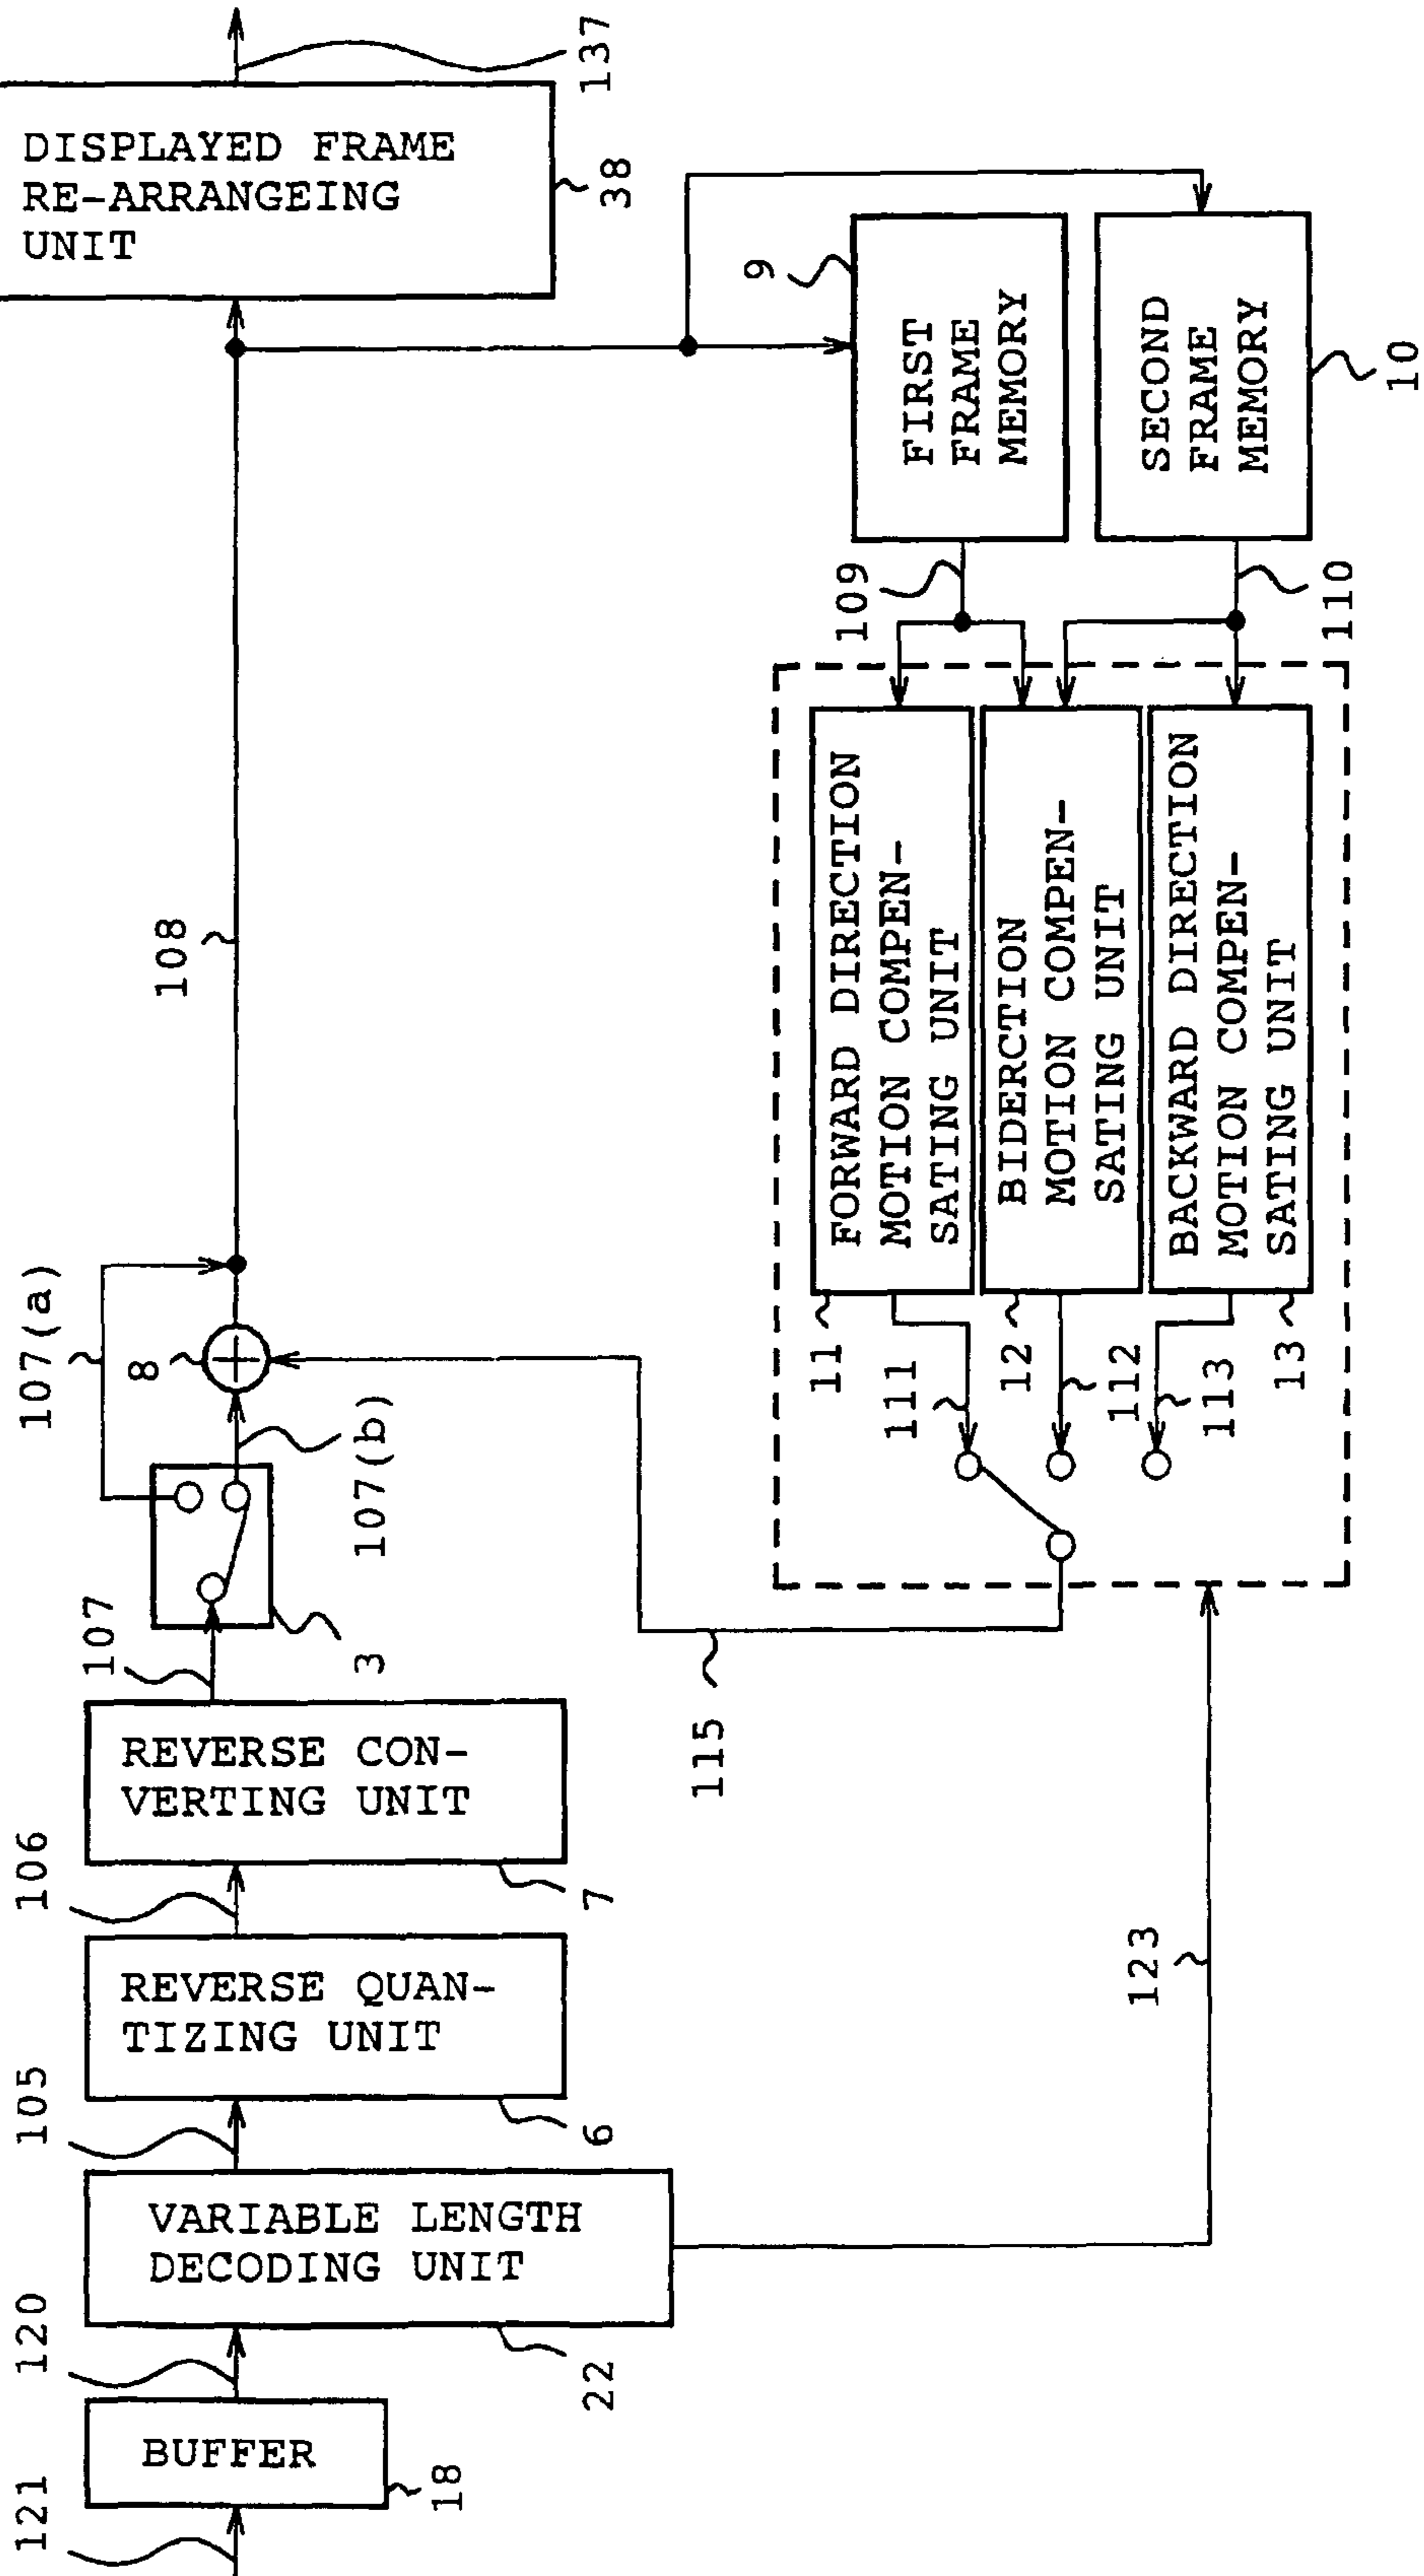 121
BUFFER
18
120
VARIABLE LENGTH
DECODING UNIT
22
105
REVERSE QUAN-
TIZING UNIT
6
106
REVERSE CON-
VERTING UNIT
7
107
3
107(a)
107(b)
8
108
DISPLAYED FRAME
RE-ARRANGEING
UNIT
38
137
9
FIRST
FRAME
MEMORY
SECOND
FRAME
MEMORY
10
109
110
FORWARD DIRECTION
MOTION COMPEN-
SATING UNIT
11
BIDERCTION
MOTION COMPEN-
SATING UNIT
12
BACKWARD DIRECTION
MOTION COMPEN-
SATING UNIT
13
111
112
113
115
123